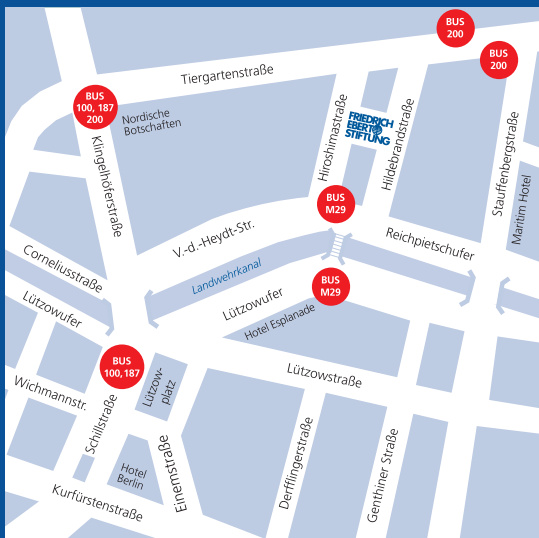 BUS
200
BUS
200
Tiergartenstraße
BUS
100, 187
200
Nordische
Botschaften
Klingelhöferstraße
Hiroshimastraße
FRIEDRICH
EBERT
STIFTUNG
Hildebrandstraße
Stauffenbergstraße
Maritim Hotel
BUS
M29
V.-d.-Heydt-Str.
Reichpietschufer
Corneliusstraße
Landwehrkanal
BUS
M29
Lützowufer
Lützowufer
Hotel Esplanade
BUS
100, 187
Lützow-
platz
Lützowstraße
Wichmannstr.
Schillstraße
Hotel
Berlin
Einemstraße
Derfflingerstraße
Genthiner Straße
Kurfürstenstraße